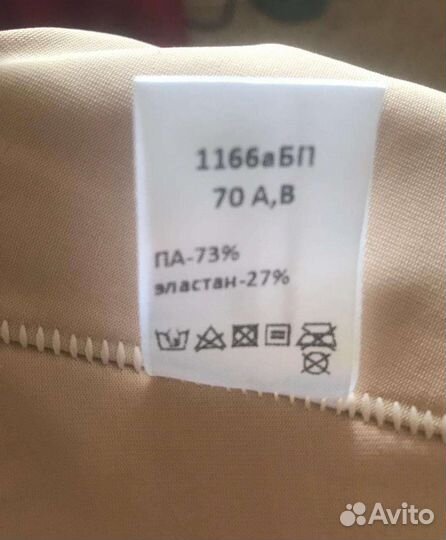 1166аБП
70 А,В
ПА-73%
эластан-27%
Avito